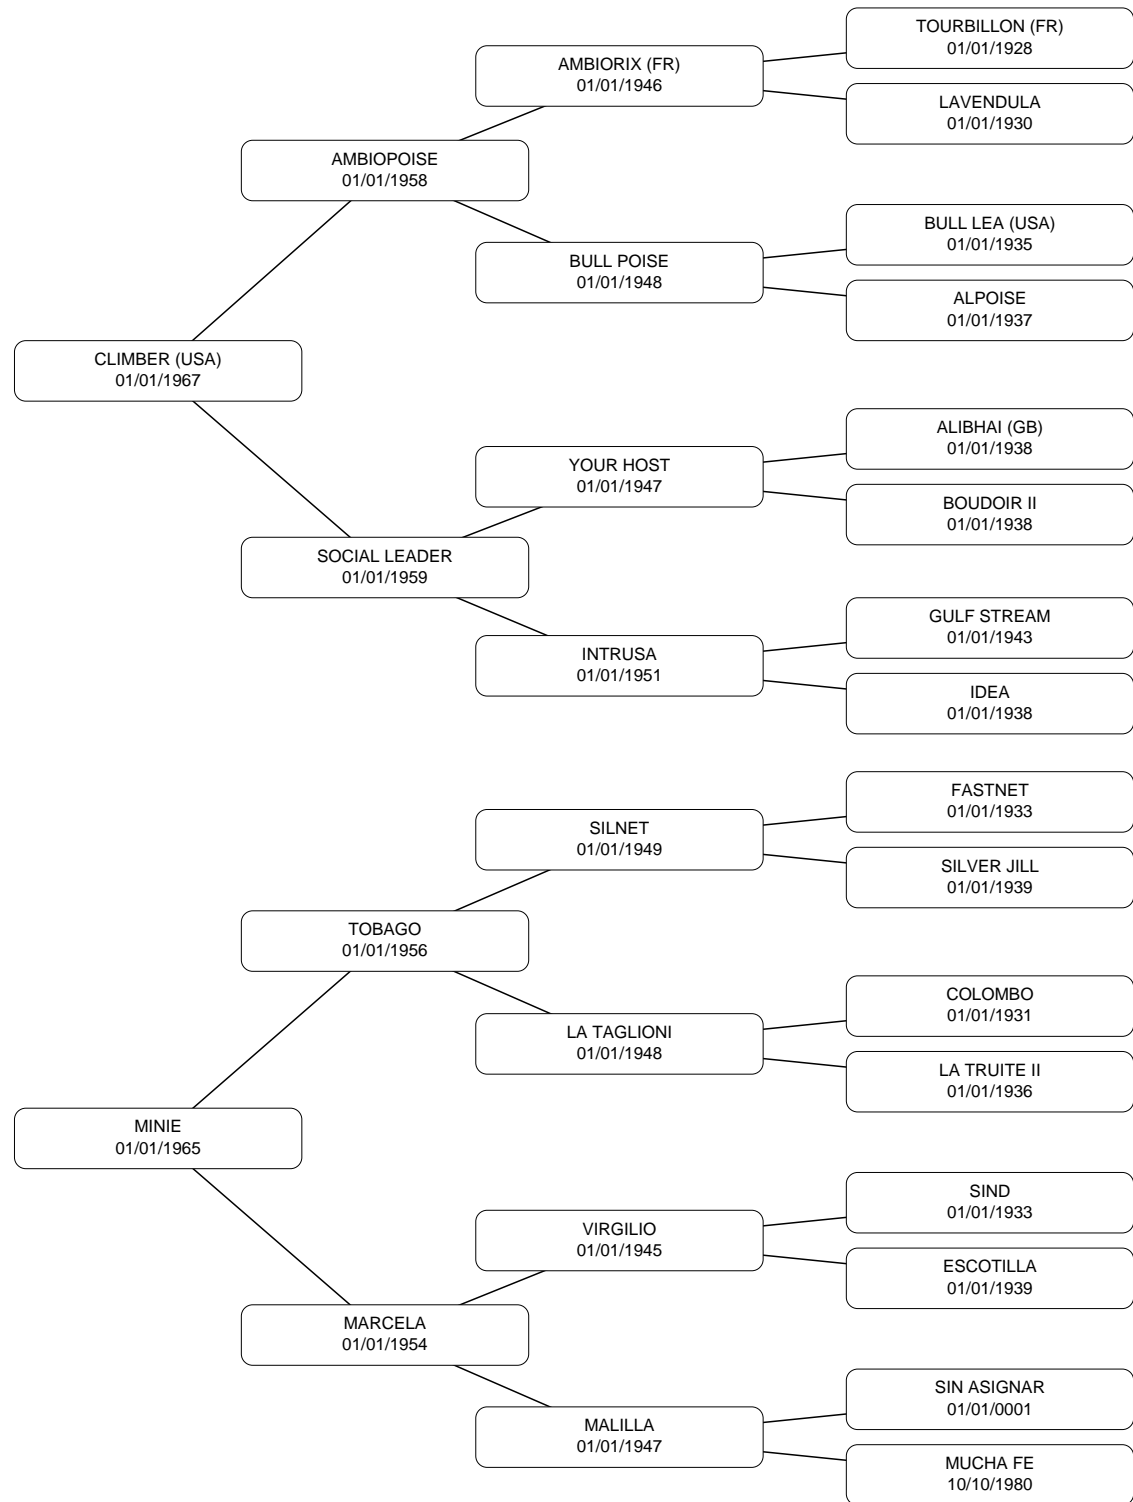 TOURBILLON (FR)
01/01/1928
AMBIORIX (FR)
01/01/1946
LAVENDULA
01/01/1930
AMBIOPOISE
01/01/1958
BULL LEA (USA)
01/01/1935
BULL POISE
01/01/1948
ALPOISE
01/01/1937
CLIMBER (USA)
01/01/1967
ALIBHAI (GB)
01/01/1938
YOUR HOST
01/01/1947
BOUDOIR II
01/01/1938
SOCIAL LEADER
01/01/1959
GULF STREAM
01/01/1943
INTRUSA
01/01/1951
IDEA
01/01/1938
FASTNET
01/01/1933
SILNET
01/01/1949
SILVER JILL
01/01/1939
TOBAGO
01/01/1956
COLOMBO
01/01/1931
LA TAGLIONI
01/01/1948
LA TRUITE II
01/01/1936
MINIE
01/01/1965
SIND
01/01/1933
VIRGILIO
01/01/1945
ESCOTILLA
01/01/1939
MARCELA
01/01/1954
SIN ASIGNAR
01/01/0001
MALILLA
01/01/1947
MUCHA FE
10/10/1980